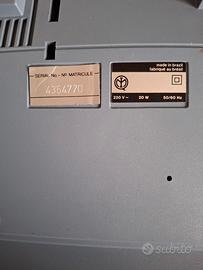 SERIAL No - Nº MATRICULE
4364770
made in brazil
fabriqué au brésil
220 V ~ 20 W 50/60 Hz
subito